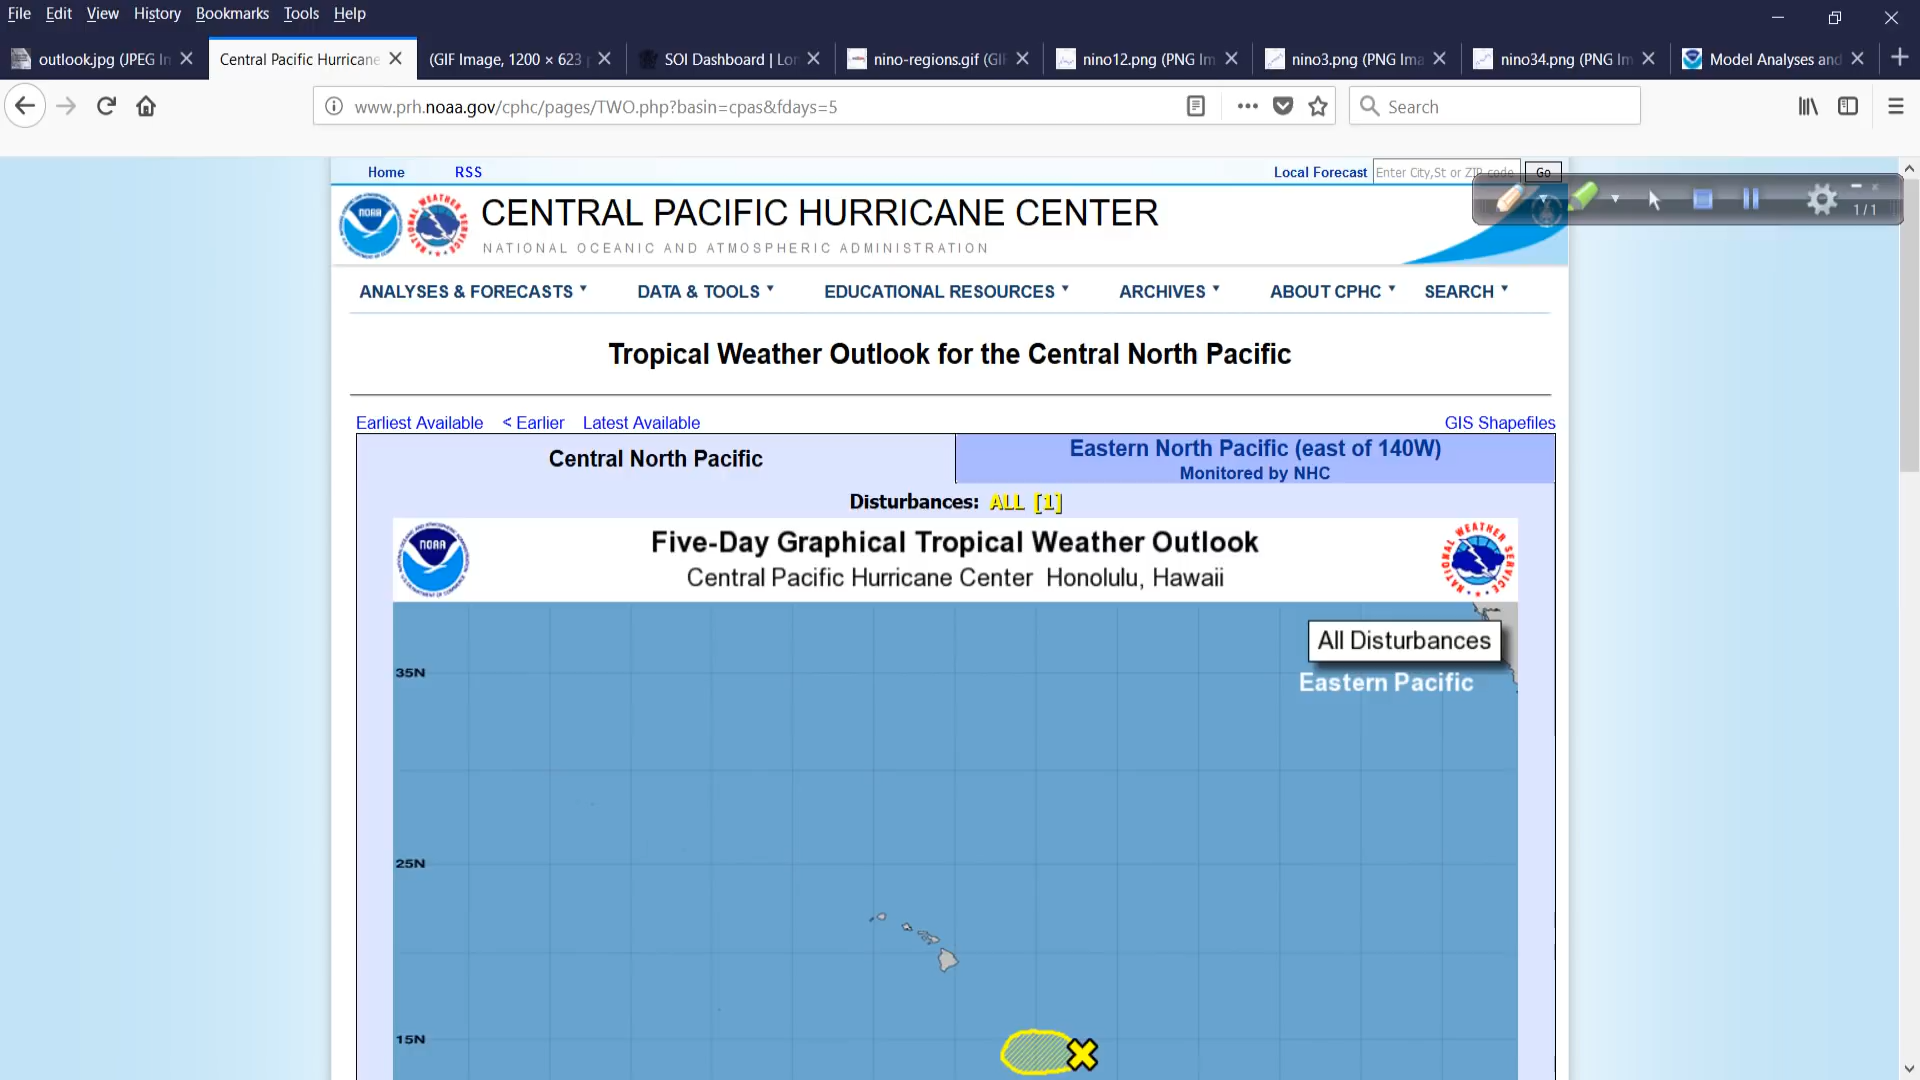 File Edit View History Bookmarks Tools Help
outlook.jpg (JPEG In
Central Pacific Hurricane
(GIF Image, 1200 × 623 p
SOI Dashboard | Lon
nino-regions.gif (GIF
nino12.png (PNG Im
nino3.png (PNG Ima
nino34.png (PNG Im
Model Analyses and
www.prh.noaa.gov/cphc/pages/TWO.php?basin=cpas&fdays=5
Search
Home RSS Local Forecast Enter City,St or ZIP code Go
1/1
CENTRAL PACIFIC HURRICANE CENTER
NATIONAL OCEANIC AND ATMOSPHERIC ADMINISTRATION
ANALYSES & FORECASTS DATA & TOOLS EDUCATIONAL RESOURCES ARCHIVES ABOUT CPHC SEARCH
Tropical Weather Outlook for the Central North Pacific
Earliest Available < Earlier Latest Available GIS Shapefiles
Central North Pacific
Eastern North Pacific (east of 140W)
Monitored by NHC
Disturbances: ALL [1]
NOAA
Five-Day Graphical Tropical Weather Outlook
Central Pacific Hurricane Center Honolulu, Hawaii
All Disturbances
Eastern Pacific
35N
25N
15N